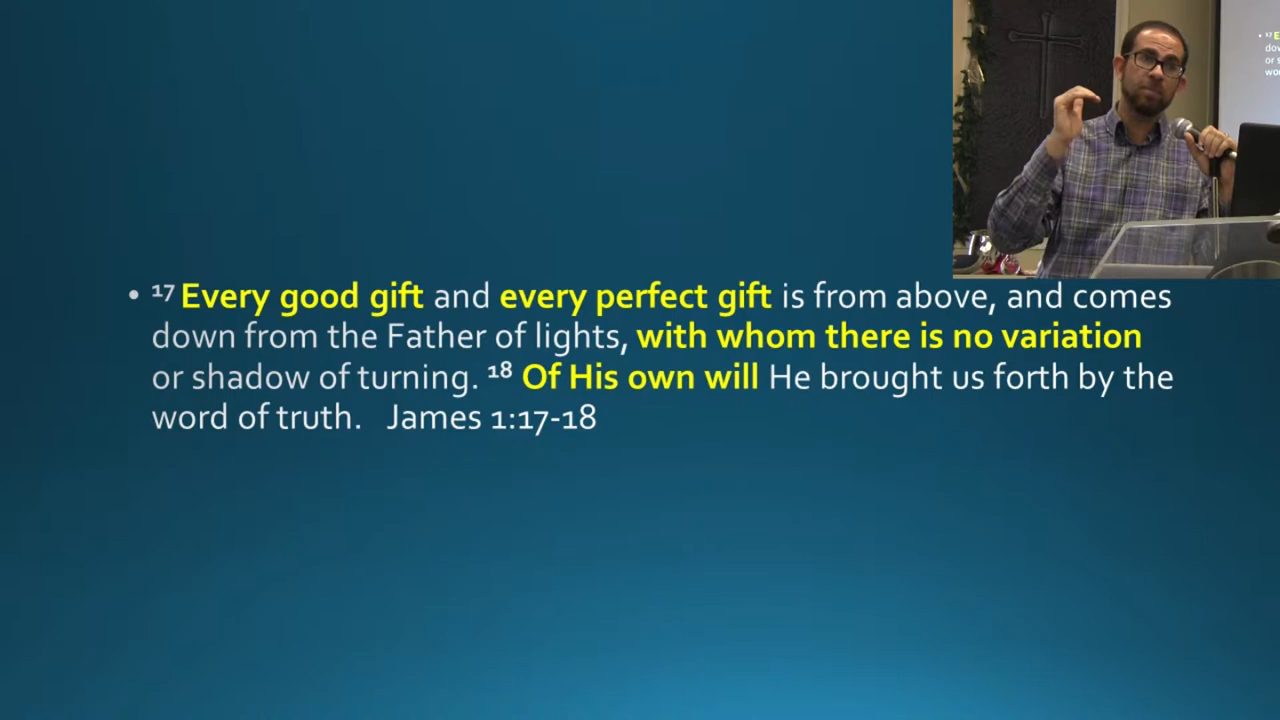 • ¹⁷ Every good gift and every perfect gift is from above, and comes
down from the Father of lights, with whom there is no variation
or shadow of turning. ¹⁸ Of His own will He brought us forth by the
word of truth. James 1:17-18